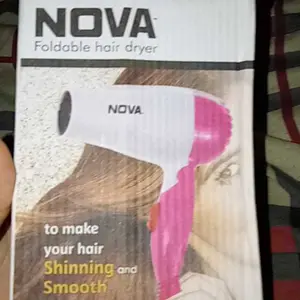 NOVA
Foldable hair dryer
NOVA
to make
your hair
Shinning and
Smooth